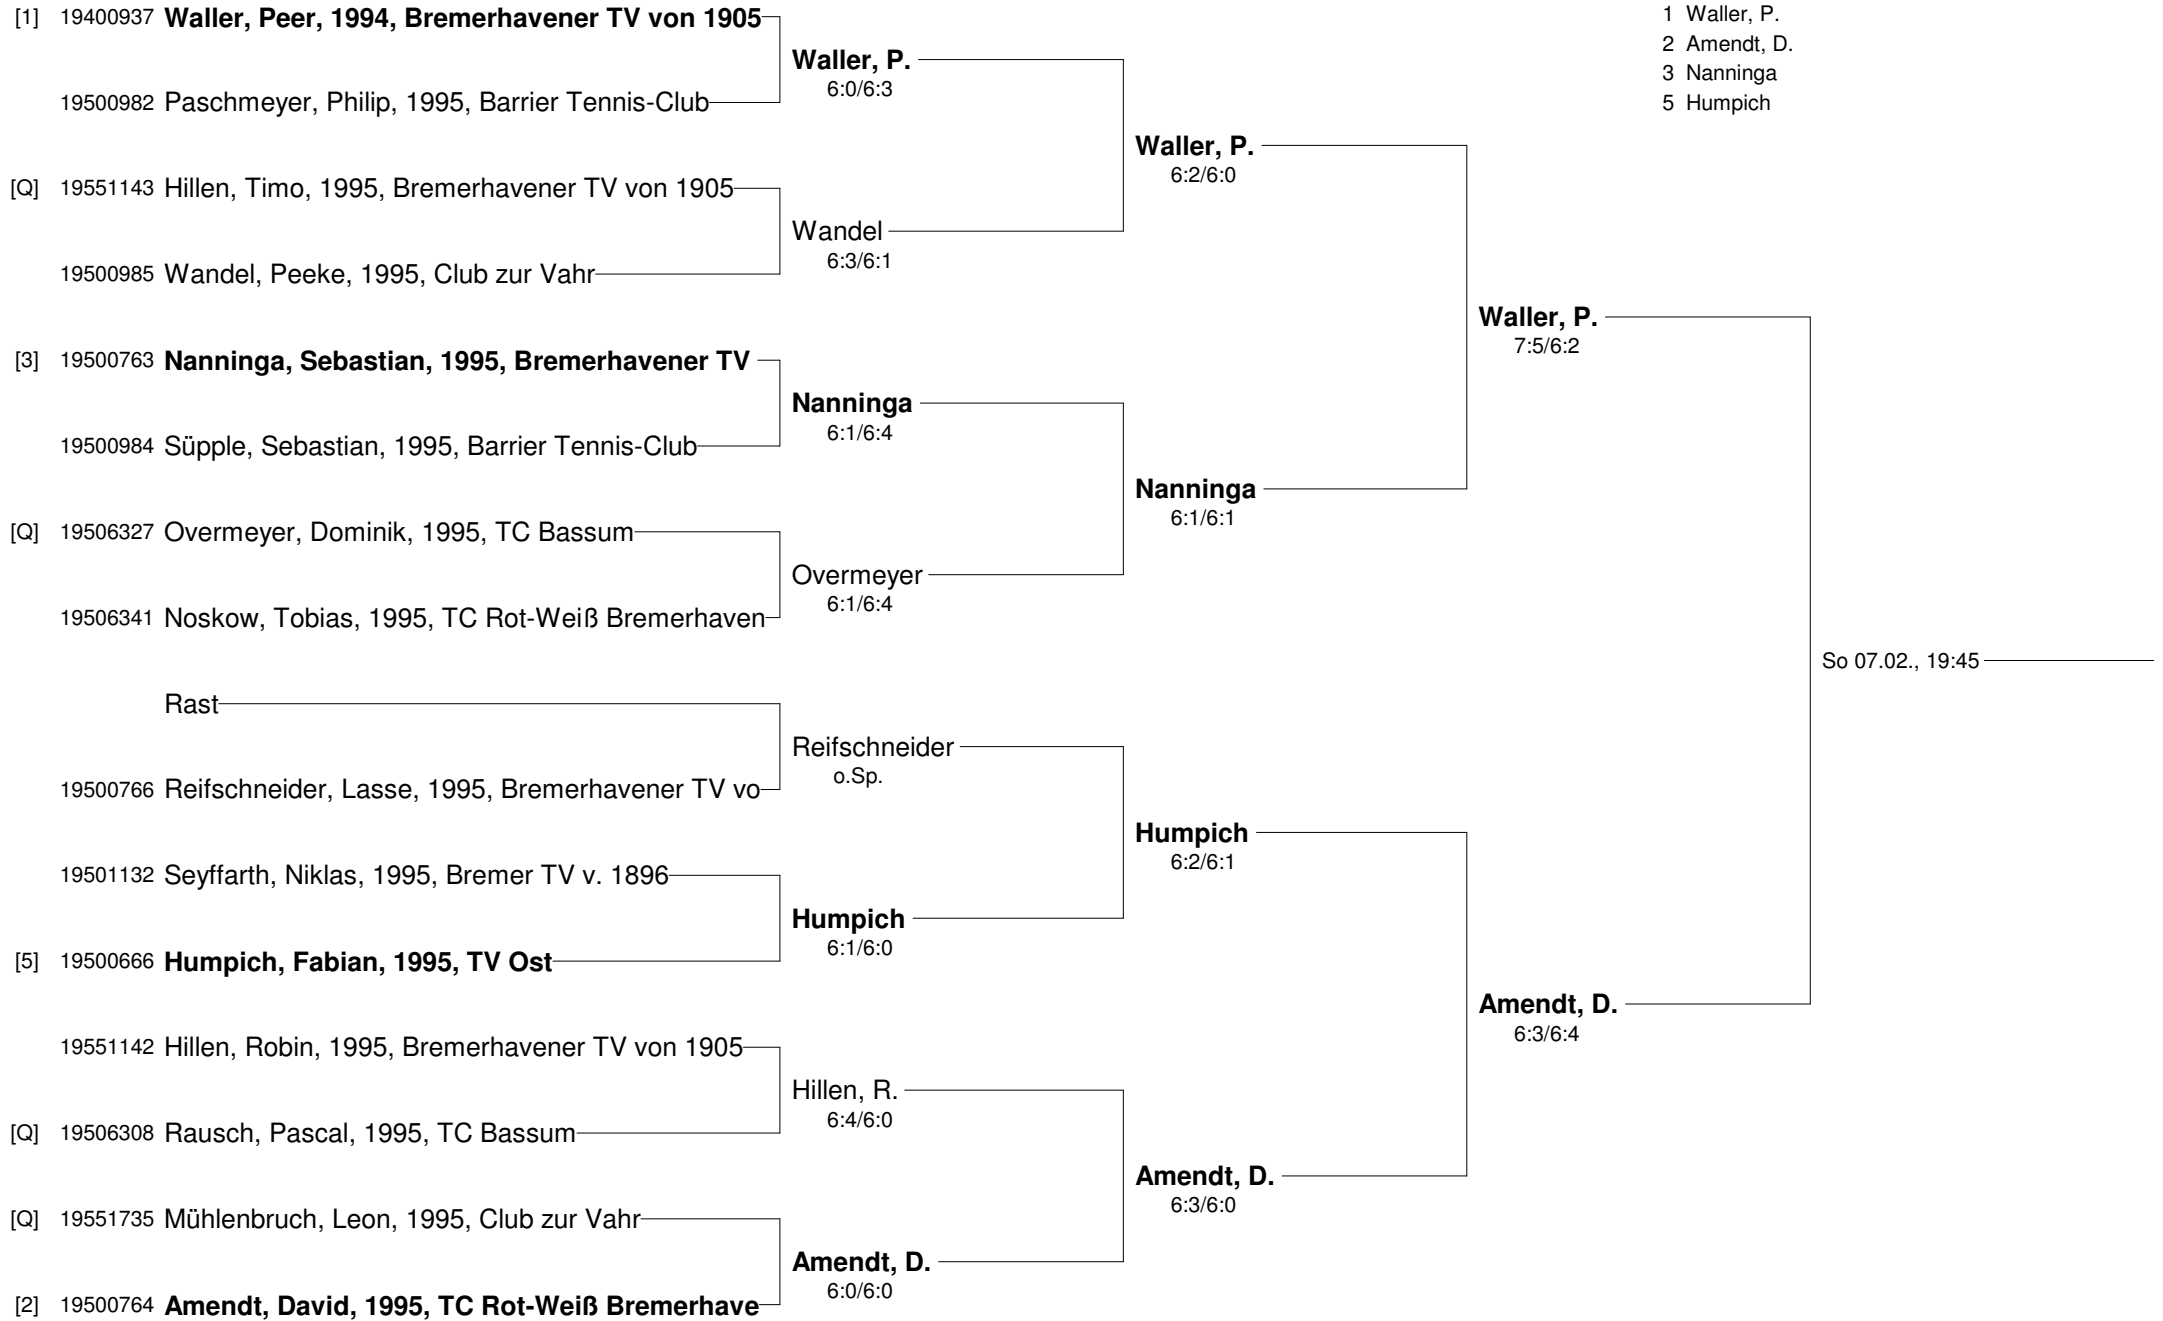 [1] 19400937 Waller, Peer, 1994, Bremerhavener TV von 1905
19500982 Paschmeyer, Philip, 1995, Barrier Tennis-Club
[Q] 19551143 Hillen, Timo, 1995, Bremerhavener TV von 1905
19500985 Wandel, Peeke, 1995, Club zur Vahr
[3] 19500763 Nanninga, Sebastian, 1995, Bremerhavener TV
19500984 Süpple, Sebastian, 1995, Barrier Tennis-Club
[Q] 19506327 Overmeyer, Dominik, 1995, TC Bassum
19506341 Noskow, Tobias, 1995, TC Rot-Weiß Bremerhaven
Rast
19500766 Reifschneider, Lasse, 1995, Bremerhavener TV vo
19501132 Seyffarth, Niklas, 1995, Bremer TV v. 1896
[5] 19500666 Humpich, Fabian, 1995, TV Ost
19551142 Hillen, Robin, 1995, Bremerhavener TV von 1905
[Q] 19506308 Rausch, Pascal, 1995, TC Bassum
[Q] 19551735 Mühlenbruch, Leon, 1995, Club zur Vahr
[2] 19500764 Amendt, David, 1995, TC Rot-Weiß Bremerhave
Waller, P.
6:0/6:3
Wandel
6:3/6:1
Nanninga
6:1/6:4
Overmeyer
6:1/6:4
Reifschneider
o.Sp.
Humpich
6:1/6:0
Hillen, R.
6:4/6:0
Amendt, D.
6:0/6:0
Waller, P.
6:2/6:0
Nanninga
6:1/6:1
Humpich
6:2/6:1
Amendt, D.
6:3/6:0
Waller, P.
7:5/6:2
Amendt, D.
6:3/6:4
So 07.02., 19:45
1 Waller, P.
2 Amendt, D.
3 Nanninga
5 Humpich